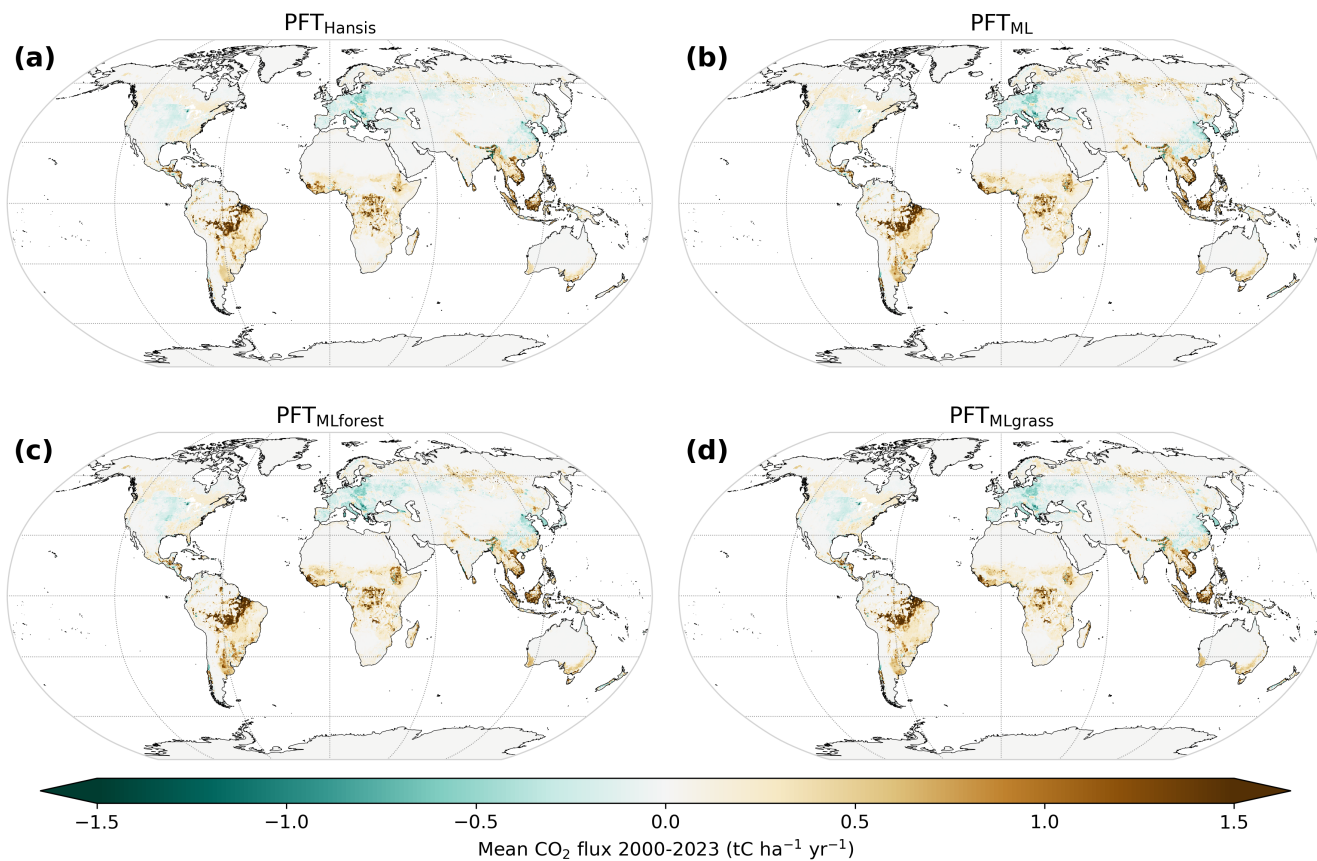 PFT_Hansis
PFT_ML
(a)
(b)
PFT_MLforest
PFT_MLgrass
(c)
(d)
−1.5 −1.0 −0.5 0.0 0.5 1.0 1.5
Mean CO₂ flux 2000-2023 (tC ha⁻¹ yr⁻¹)